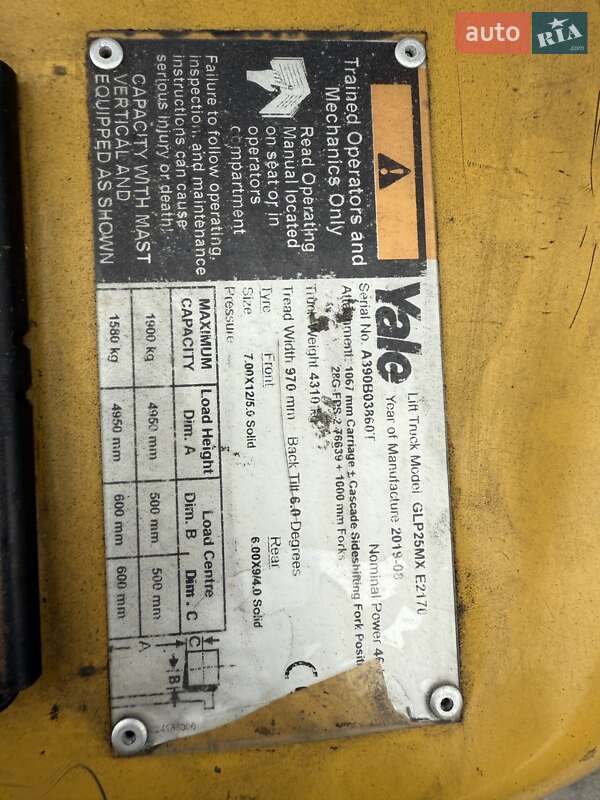 auto RIA .com
Trained Operators and
Mechanics Only
Read Operating
Manual located
on seat or in
operators
compartment
Failure to follow operating,
inspection, and maintenance
instructions can cause
serious injury or death.
CAPACITY WITH MAST
VERTICAL AND
EQUIPPED AS SHOWN
Yale
Lift Truck Model GLP25MX E2170
Year of Manufacture 2019-08
Nominal Power
Serial No. A390B03860T
Attachment: 1067 mm Carriage + Cascade Sideshifting Fork
+ 1000 mm Forks
Truck Weight 4310
Tread Width 970 mm Back Tilt 6.0 Degrees
Tyre Front Rear
Size 7.00X12/5.0 Solid 6.00X9/4.0 Solid
Pressure
MAXIMUM CAPACITY Load Height Dim. A Load Centre Dim. B Dim. C
1900 kg 4950 mm 500 mm 500 mm
1580 kg 4950 mm 600 mm 600 mm
A
B
C